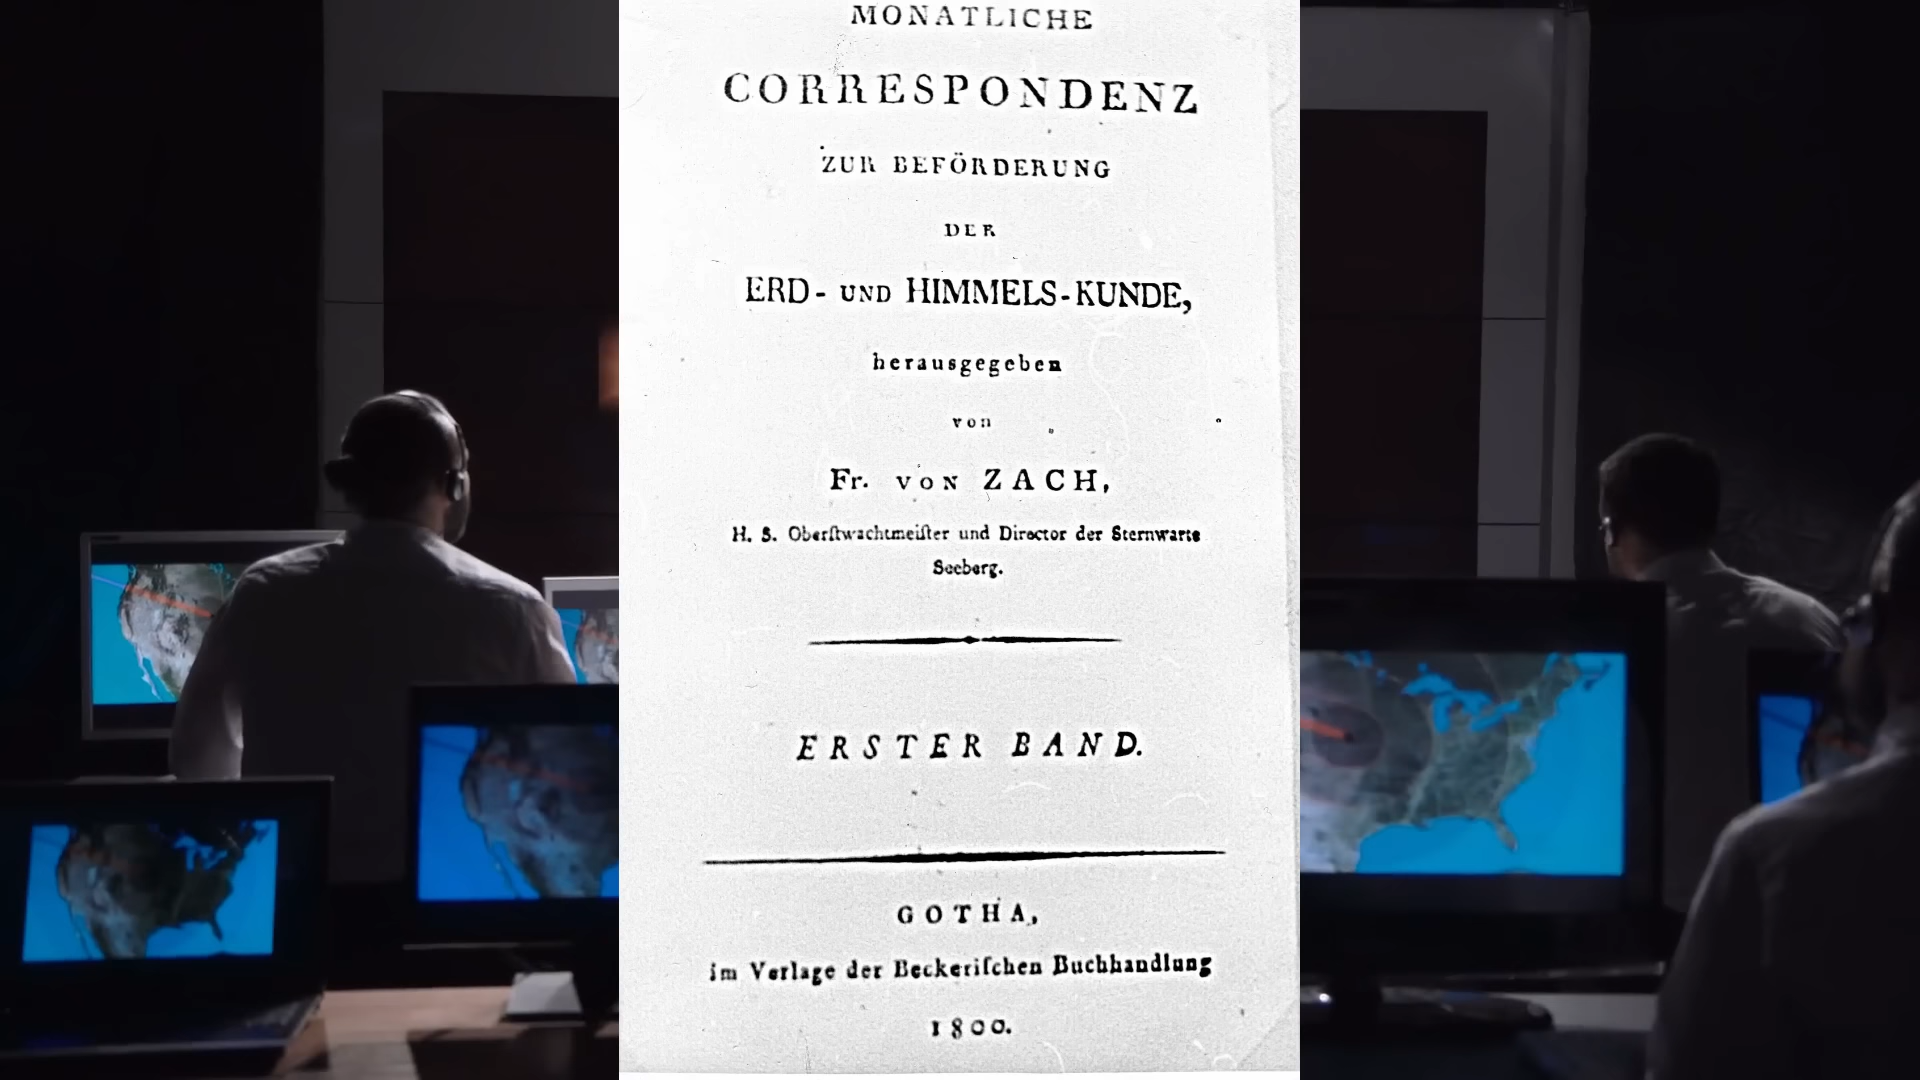 MONATLICHE
CORRESPONDENZ
ZUR BEFÖRDERUNG
DER
ERD- UND HIMMELS-KUNDE,
herausgegeben
von
Fr. von ZACH,
H. S. Oberſtwachtmeiſter und Director der Sternwarte
Seeberg.
ERSTER BAND.
GOTHA,
im Verlage der Beckeriſchen Buchhandlung
1800.